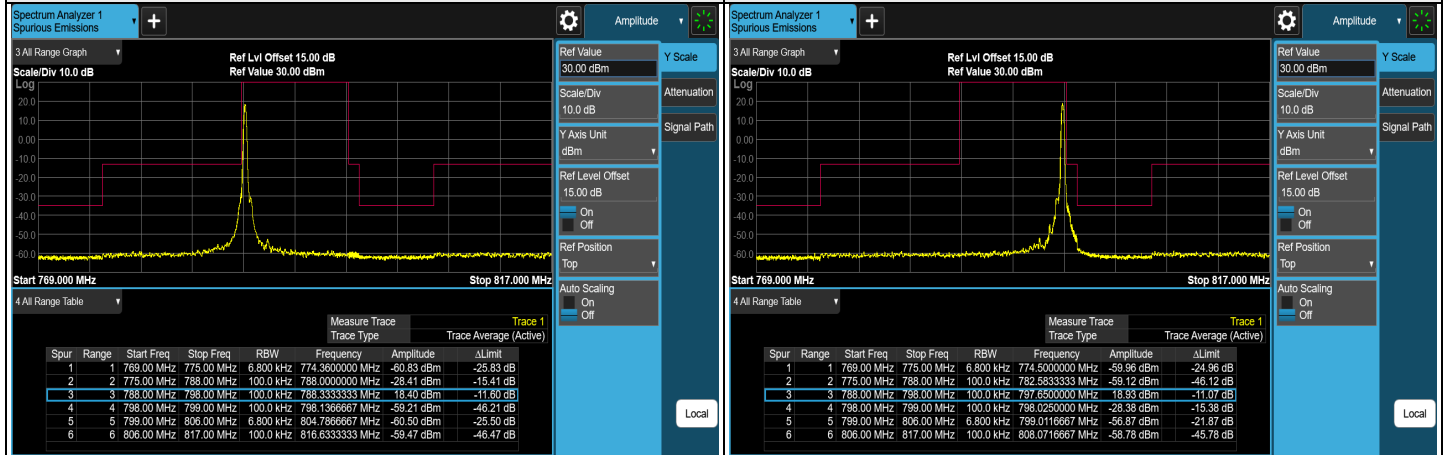 Spectrum Analyzer 1
Spurious Emissions
+
Amplitude
3 All Range Graph
Scale/Div 10.0 dB
Ref Lvl Offset 15.00 dB
Ref Value 30.00 dBm
Log
20.0
10.0
0.00
-10.0
-20.0
-30.0
-40.0
-50.0
-60.0
Start 769.000 MHz
Stop 817.000 MHz
Ref Value
30.00 dBm
Scale/Div
10.0 dB
Y Axis Unit
dBm
Ref Level Offset
15.00 dB
On
Off
Ref Position
Top
Auto Scaling
On
Off
Y Scale
Attenuation
Signal Path
Local
4 All Range Table
Measure Trace Trace 1
Trace Type Trace Average (Active)
Spur Range Start Freq Stop Freq RBW Frequency Amplitude ΔLimit
1 1 769.00 MHz 775.00 MHz 6.800 kHz 774.3600000 MHz -60.83 dBm -25.83 dB
2 2 775.00 MHz 788.00 MHz 100.0 kHz 788.0000000 MHz -28.41 dBm -15.41 dB
3 3 788.00 MHz 798.00 MHz 100.0 kHz 788.3333333 MHz 18.40 dBm -11.60 dB
4 4 798.00 MHz 799.00 MHz 100.0 kHz 798.1366667 MHz -59.21 dBm -46.21 dB
5 5 799.00 MHz 806.00 MHz 6.800 kHz 804.7866667 MHz -60.50 dBm -25.50 dB
6 6 806.00 MHz 817.00 MHz 100.0 kHz 816.6333333 MHz -59.47 dBm -46.47 dB
Spectrum Analyzer 1
Spurious Emissions
+
Amplitude
3 All Range Graph
Scale/Div 10.0 dB
Ref Lvl Offset 15.00 dB
Ref Value 30.00 dBm
Log
20.0
10.0
0.00
-10.0
-20.0
-30.0
-40.0
-50.0
-60.0
Start 769.000 MHz
Stop 817.000 MHz
Ref Value
30.00 dBm
Scale/Div
10.0 dB
Y Axis Unit
dBm
Ref Level Offset
15.00 dB
On
Off
Ref Position
Top
Auto Scaling
On
Off
Y Scale
Attenuation
Signal Path
Local
4 All Range Table
Measure Trace Trace 1
Trace Type Trace Average (Active)
Spur Range Start Freq Stop Freq RBW Frequency Amplitude ΔLimit
1 1 769.00 MHz 775.00 MHz 6.800 kHz 774.5000000 MHz -59.96 dBm -24.96 dB
2 2 775.00 MHz 788.00 MHz 100.0 kHz 782.5833333 MHz -59.12 dBm -46.12 dB
3 3 788.00 MHz 798.00 MHz 100.0 kHz 797.6500000 MHz 18.93 dBm -11.07 dB
4 4 798.00 MHz 799.00 MHz 100.0 kHz 798.0250000 MHz -28.38 dBm -15.38 dB
5 5 799.00 MHz 806.00 MHz 6.800 kHz 799.0116667 MHz -56.87 dBm -21.87 dB
6 6 806.00 MHz 817.00 MHz 100.0 kHz 808.0716667 MHz -58.78 dBm -45.78 dB